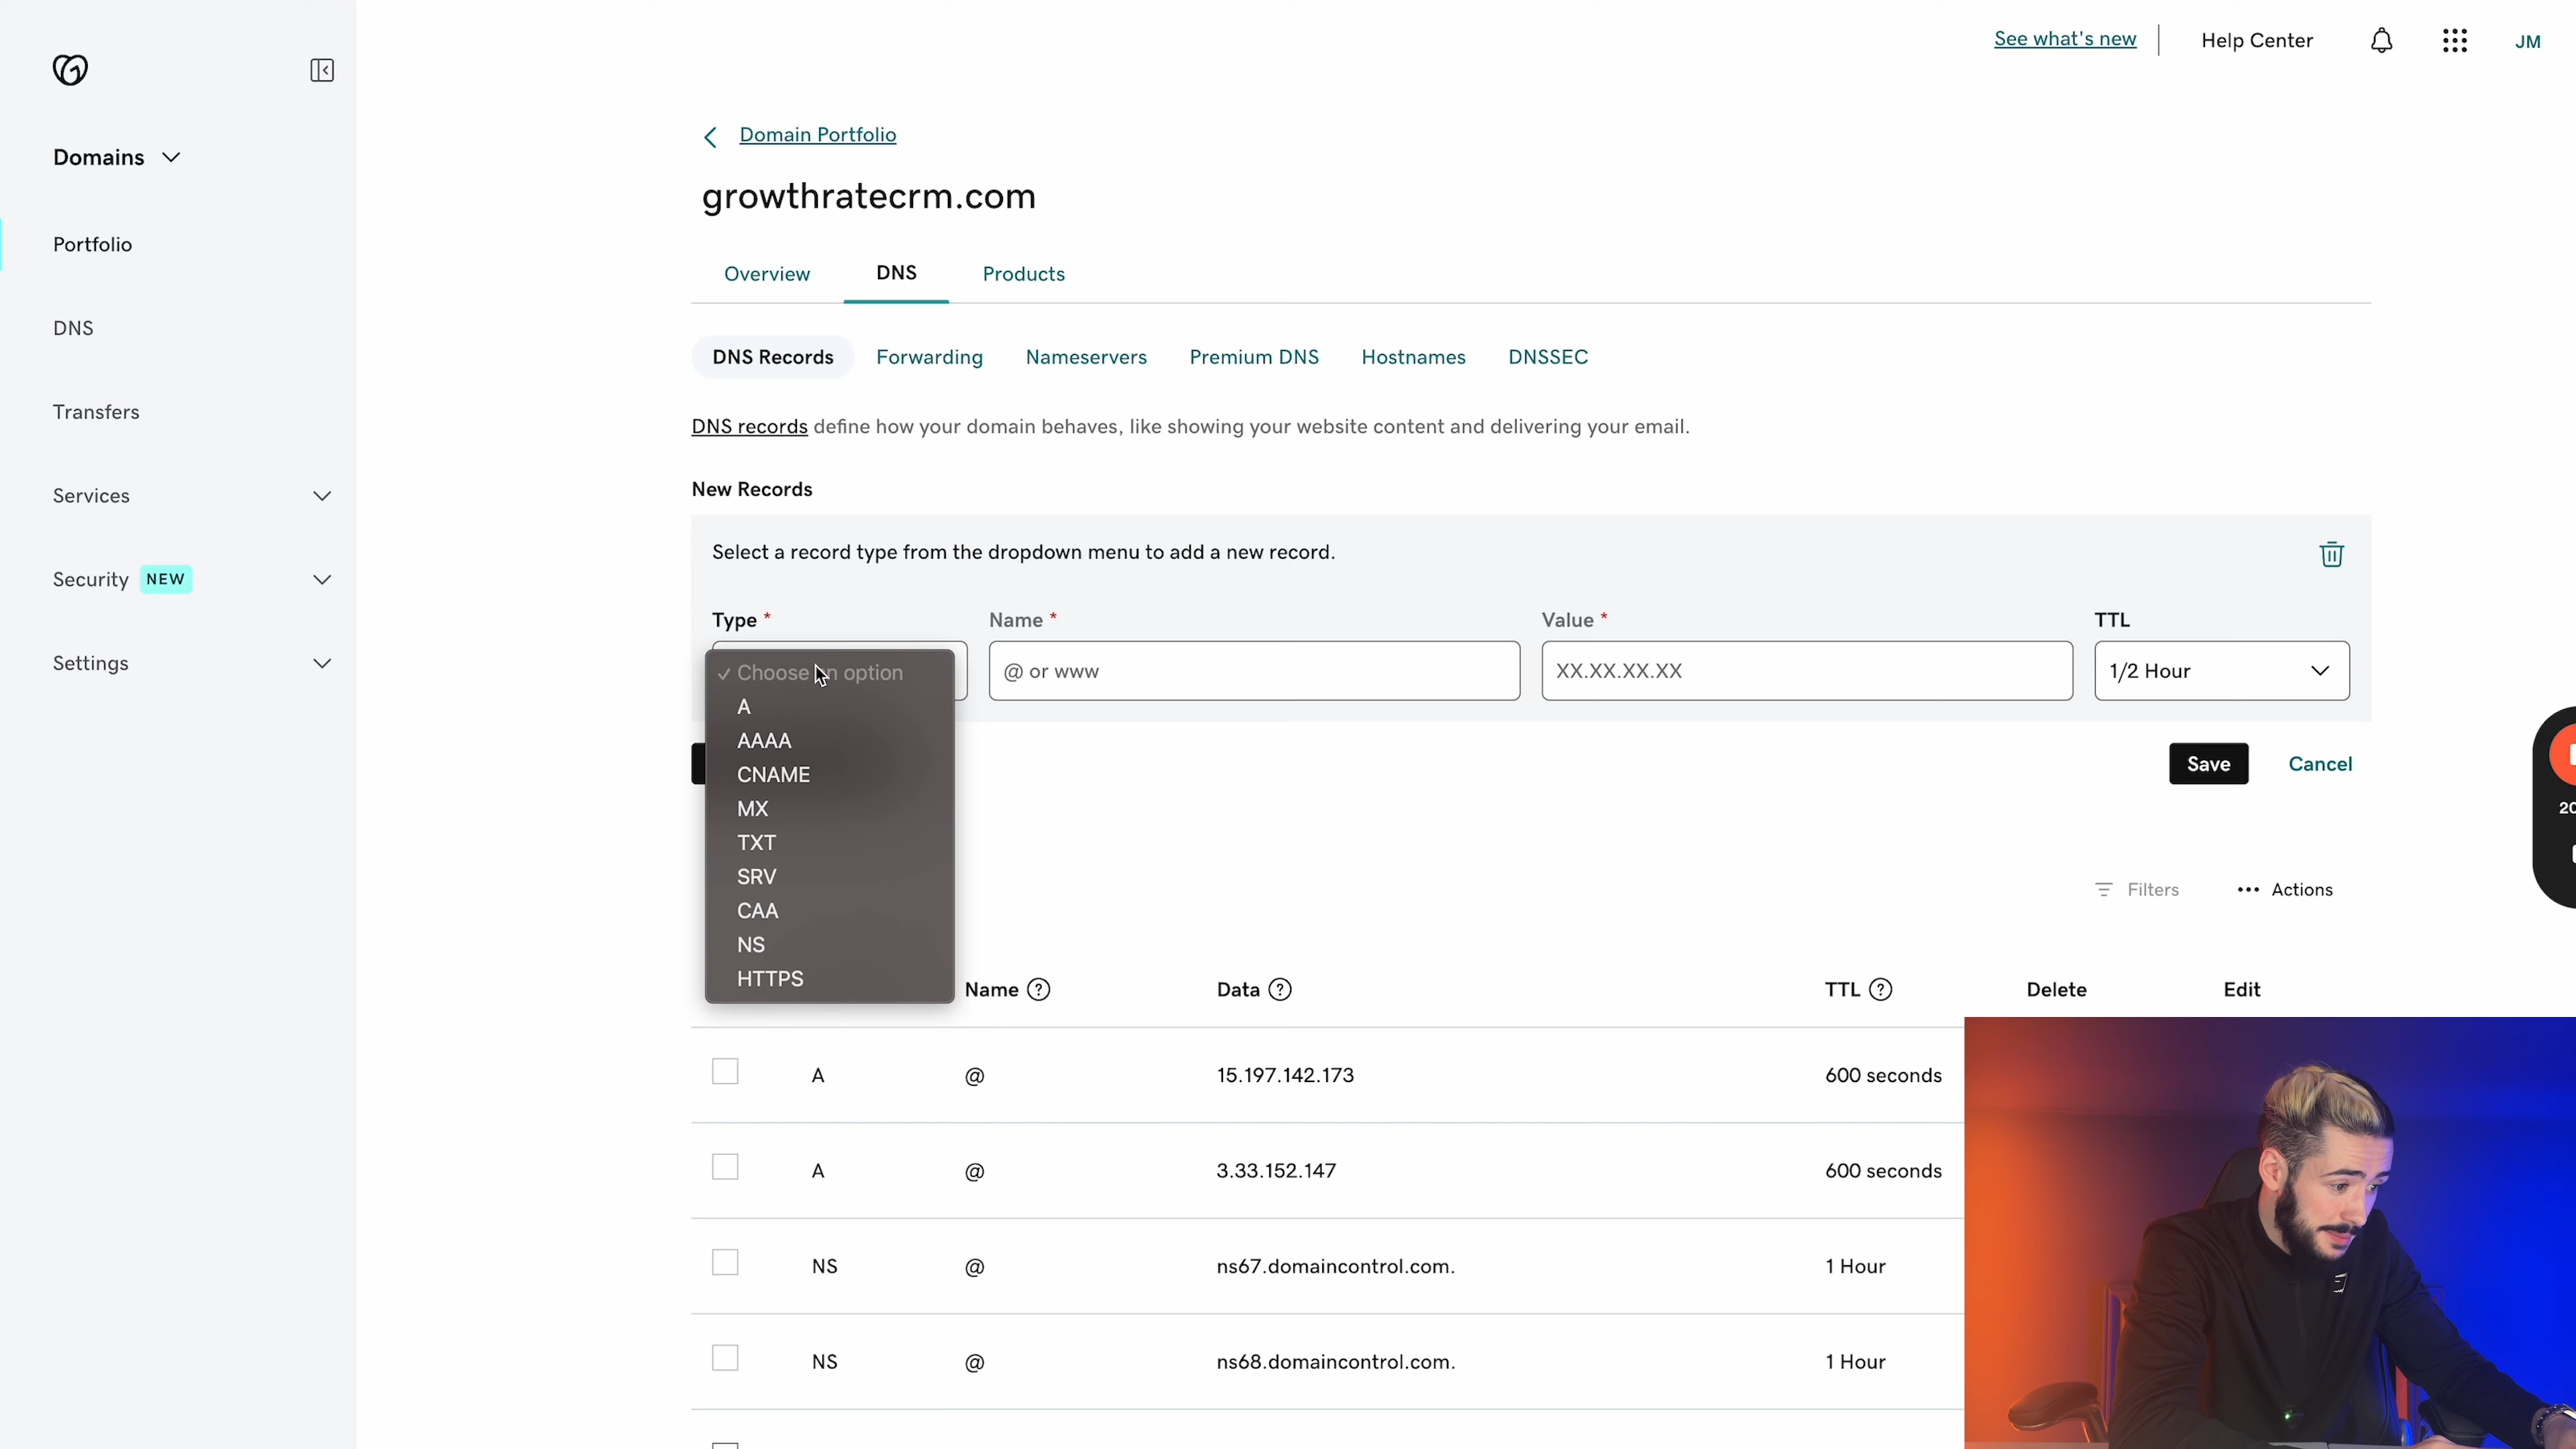 See what's new
Help Center
JM
Domains
Portfolio
DNS
Transfers
Services
Security NEW
Settings
Domain Portfolio
growthratecrm.com
Overview
DNS
Products
DNS Records
Forwarding
Nameservers
Premium DNS
Hostnames
DNSSEC
DNS records define how your domain behaves, like showing your website content and delivering your email.
New Records
Select a record type from the dropdown menu to add a new record.
Type *
Name *
Value *
TTL
✓ Choose an option
@ or www
XX.XX.XX.XX
1/2 Hour
A
AAAA
CNAME
MX
TXT
SRV
CAA
NS
HTTPS
Save
Cancel
Filters
Actions
Name
Data
TTL
Delete
Edit
A @ 15.197.142.173 600 seconds
A @ 3.33.152.147 600 seconds
NS @ ns67.domaincontrol.com. 1 Hour
NS @ ns68.domaincontrol.com. 1 Hour